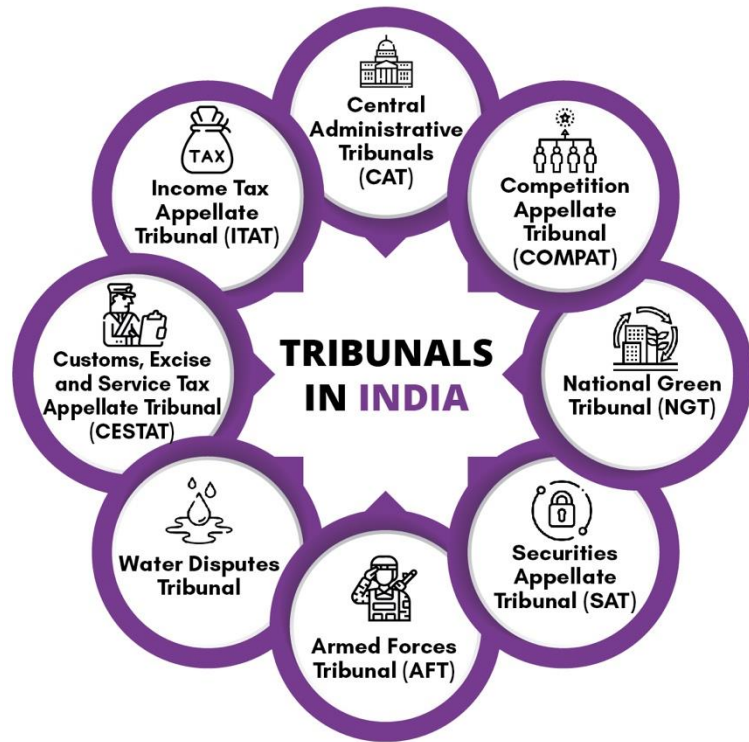 Central
Administrative
Tribunals
(CAT)
Competition
Appellate
Tribunal
(COMPAT)
National Green
Tribunal (NGT)
Securities
Appellate
Tribunal (SAT)
Armed Forces
Tribunal (AFT)
Water Disputes
Tribunal
Customs, Excise
and Service Tax
Appellate Tribunal
(CESTAT)
TAX
Income Tax
Appellate
Tribunal (ITAT)
TRIBUNALS
IN INDIA